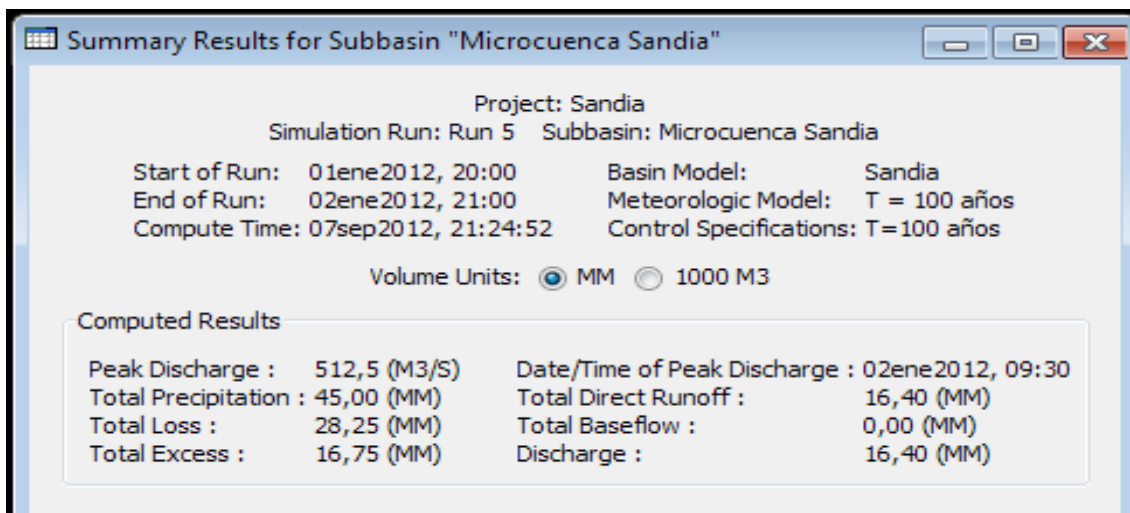 Summary Results for Subbasin "Microcuenca Sandia"
Project: Sandia
Simulation Run: Run 5 Subbasin: Microcuenca Sandia
Start of Run: 01ene2012, 20:00 Basin Model: Sandia
End of Run: 02ene2012, 21:00 Meteorologic Model: T = 100 años
Compute Time: 07sep2012, 21:24:52 Control Specifications: T=100 años
Volume Units: MM 1000 M3
Computed Results
Peak Discharge : 512,5 (M3/S) Date/Time of Peak Discharge : 02ene2012, 09:30
Total Precipitation : 45,00 (MM) Total Direct Runoff : 16,40 (MM)
Total Loss : 28,25 (MM) Total Baseflow : 0,00 (MM)
Total Excess : 16,75 (MM) Discharge : 16,40 (MM)